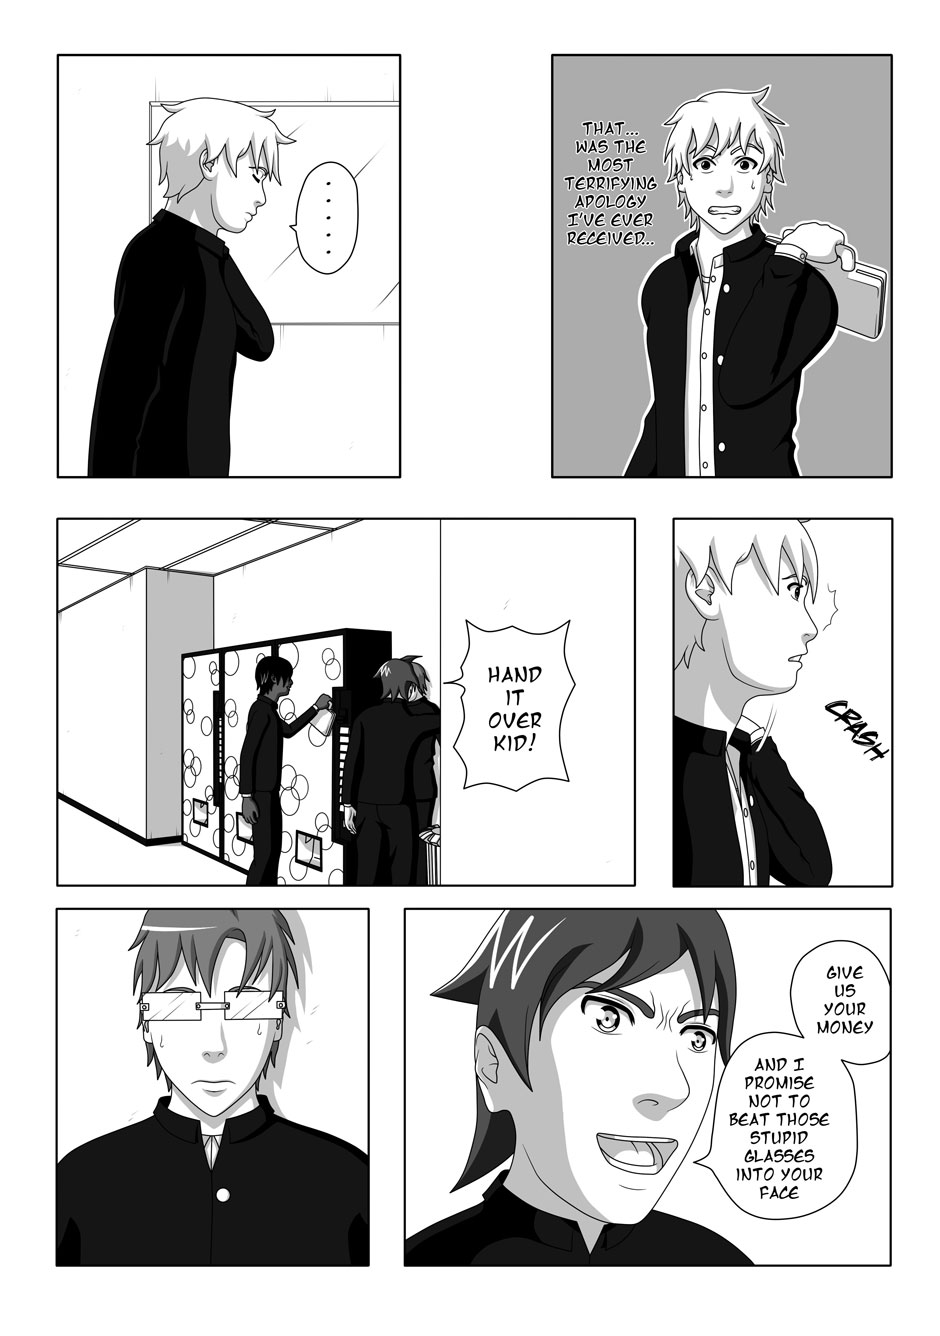 THAT...
WAS THE
MOST
TERRIFYING
APOLOGY
I'VE EVER
RECEIVED...
......
CRASH
HAND
IT
OVER
KID!
GIVE
US
YOUR
MONEY
AND I
PROMISE
NOT TO
BEAT THOSE
STUPID
GLASSES
INTO YOUR
FACE